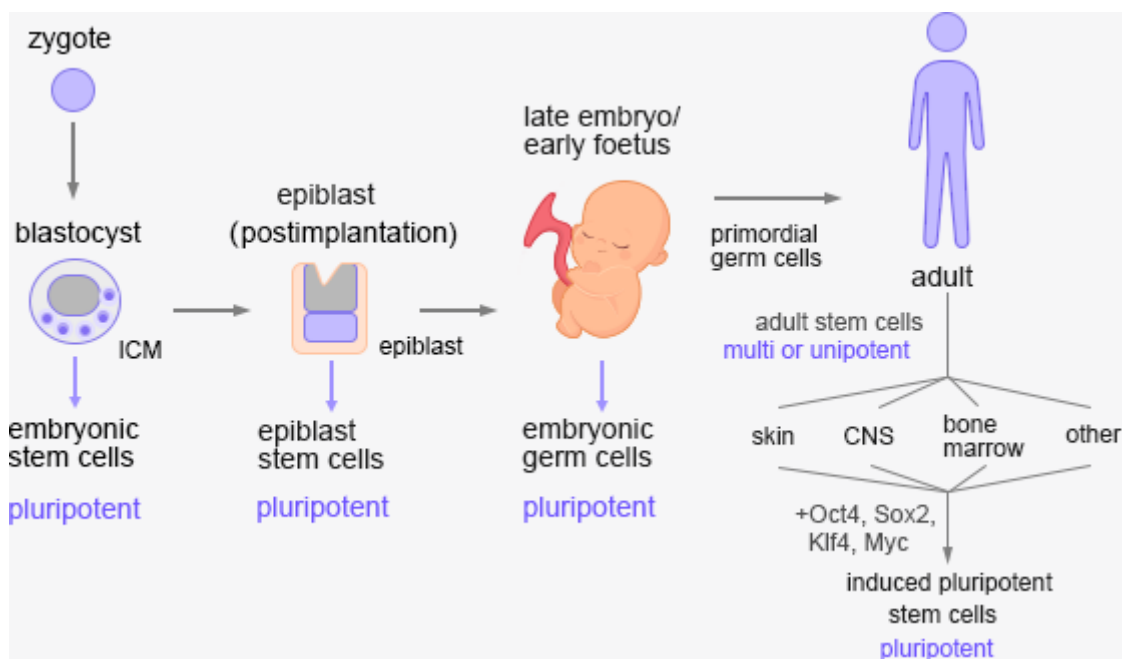 zygote
blastocyst
ICM
embryonic
stem cells
pluripotent
epiblast
(postimplantation)
epiblast
epiblast
stem cells
pluripotent
late embryo/
early foetus
embryonic
germ cells
pluripotent
primordial
germ cells
adult
adult stem cells
multi or unipotent
skin
CNS
bone
marrow
other
+Oct4, Sox2,
Klf4, Myc
induced pluripotent
stem cells
pluripotent